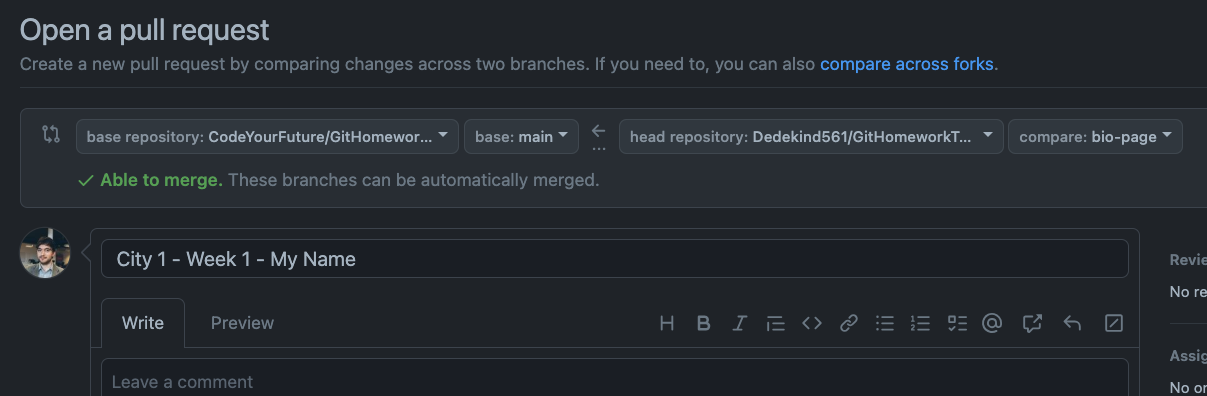 Open a pull request
Create a new pull request by comparing changes across two branches. If you need to, you can also compare across forks.
base repository: CodeYourFuture/GitHomewor... base: main head repository: Dedekind561/GitHomeworkT... compare: bio-page
Able to merge. These branches can be automatically merged.
City 1 - Week 1 - My Name
Revie
Write Preview
No re
Assig
Leave a comment
No or